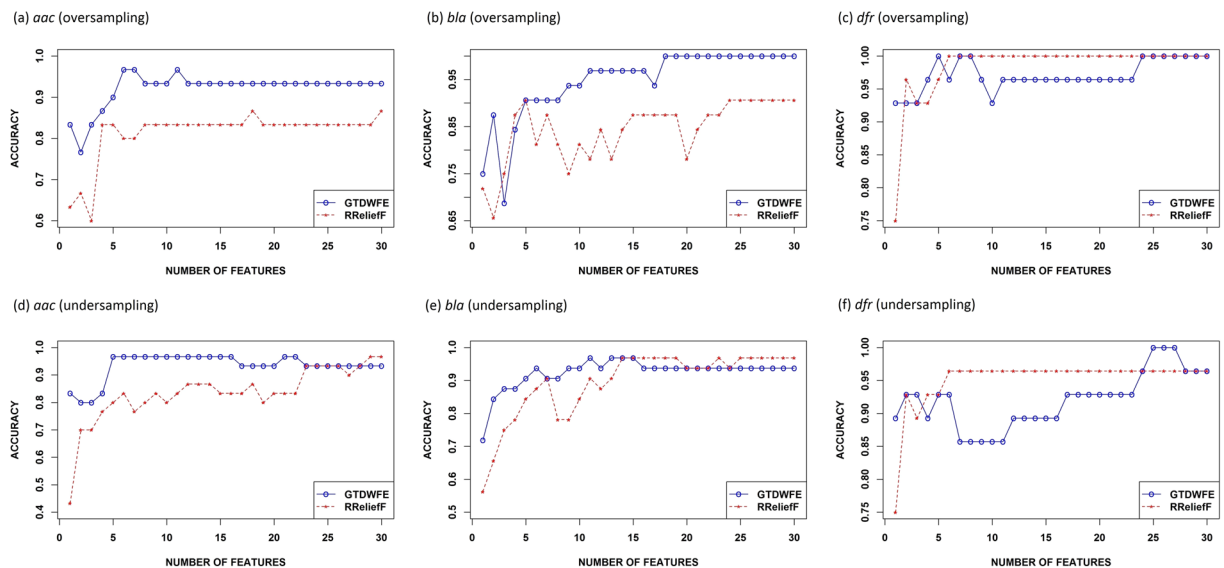 (a) aac (oversampling)
(b) bla (oversampling)
(c) dfr (oversampling)
ACCURACY
0.6 0.7 0.8 0.9 1.0
0 5 10 15 20 25 30
NUMBER OF FEATURES
GTDWFE
RReliefF
ACCURACY
0.65 0.75 0.85 0.95
0 5 10 15 20 25 30
NUMBER OF FEATURES
GTDWFE
RReliefF
ACCURACY
0.75 0.80 0.85 0.90 0.95 1.00
0 5 10 15 20 25 30
NUMBER OF FEATURES
GTDWFE
RReliefF
(d) aac (undersampling)
(e) bla (undersampling)
(f) dfr (undersampling)
ACCURACY
0.4 0.5 0.6 0.7 0.8 0.9 1.0
0 5 10 15 20 25 30
NUMBER OF FEATURES
GTDWFE
RReliefF
ACCURACY
0.5 0.6 0.7 0.8 0.9 1.0
0 5 10 15 20 25 30
NUMBER OF FEATURES
GTDWFE
RReliefF
ACCURACY
0.75 0.80 0.85 0.90 0.95 1.00
0 5 10 15 20 25 30
NUMBER OF FEATURES
GTDWFE
RReliefF